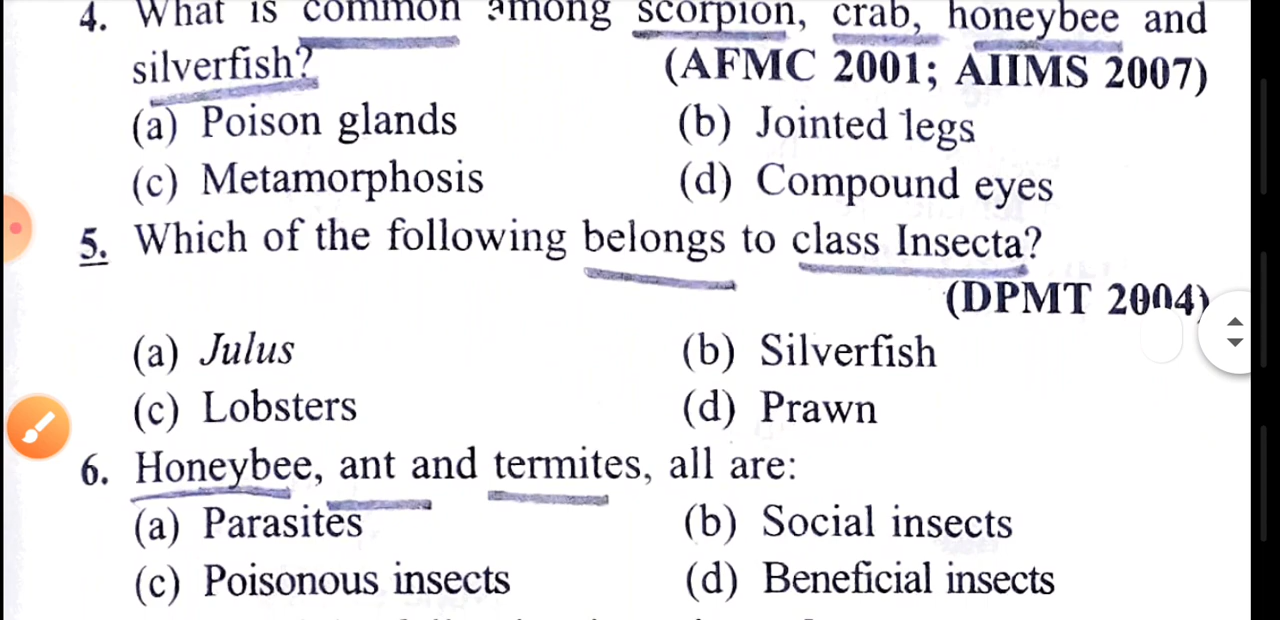 4. What is common among scorpion, crab, honeybee and
silverfish? (AFMC 2001; AIIMS 2007)
(a) Poison glands (b) Jointed legs
(c) Metamorphosis (d) Compound eyes
5. Which of the following belongs to class Insecta?
(DPMT 2004)
(a) Julus (b) Silverfish
(c) Lobsters (d) Prawn
6. Honeybee, ant and termites, all are:
(a) Parasites (b) Social insects
(c) Poisonous insects (d) Beneficial insects